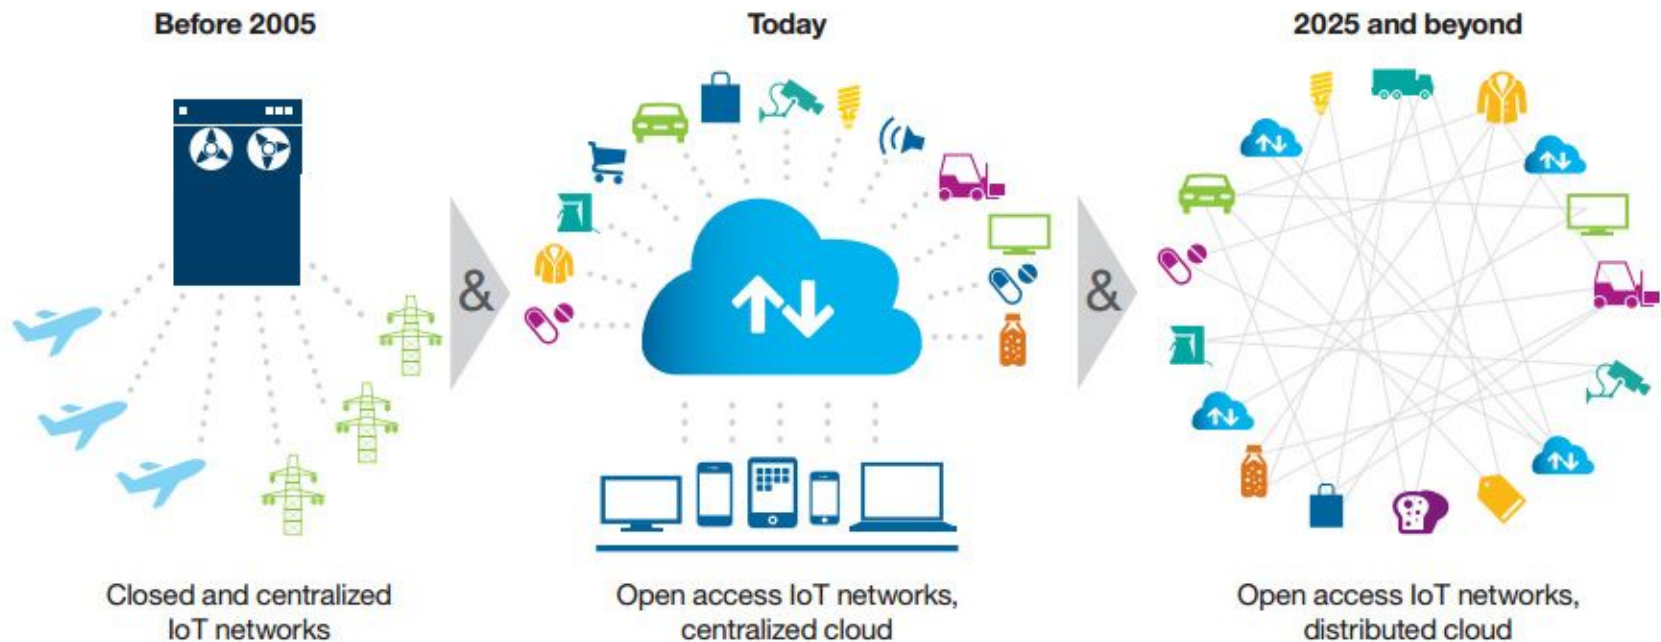 Before 2005
Today
2025 and beyond
&
&
Closed and centralized
IoT networks
Open access IoT networks,
centralized cloud
Open access IoT networks,
distributed cloud